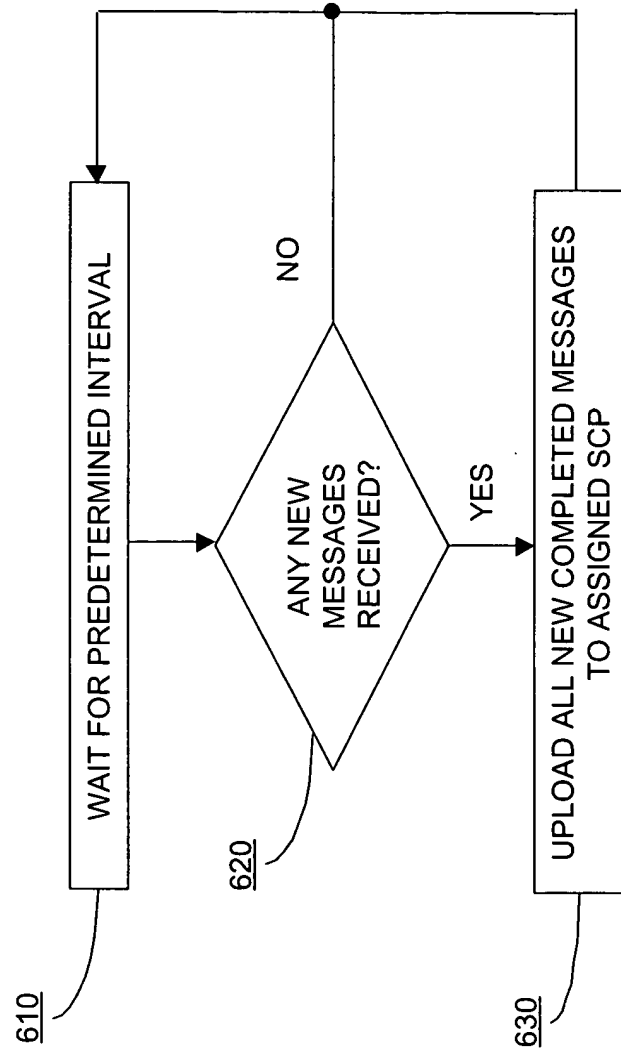 610
WAIT FOR PREDETERMINED INTERVAL
620
ANY NEW
MESSAGES
RECEIVED?
NO
YES
630
UPLOAD ALL NEW COMPLETED MESSAGES
TO ASSIGNED SCP